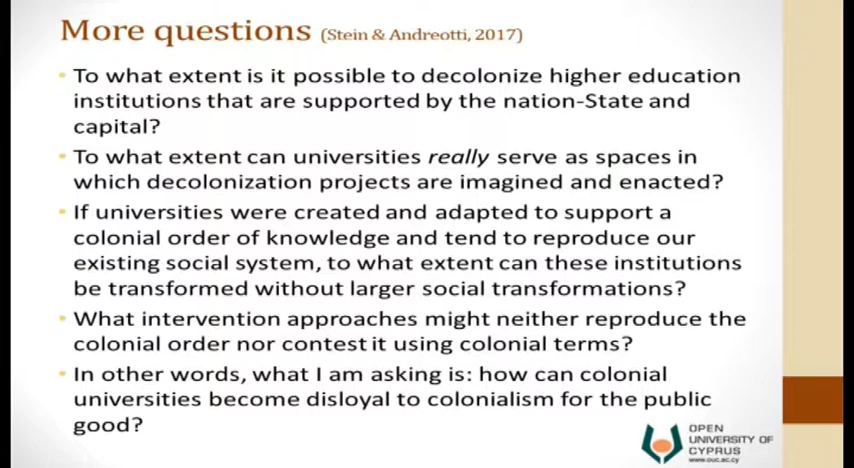 More questions (Stein & Andreotti, 2017)
• To what extent is it possible to decolonize higher education
institutions that are supported by the nation-State and
capital?
• To what extent can universities really serve as spaces in
which decolonization projects are imagined and enacted?
• If universities were created and adapted to support a
colonial order of knowledge and tend to reproduce our
existing social system, to what extent can these institutions
be transformed without larger social transformations?
• What intervention approaches might neither reproduce the
colonial order nor contest it using colonial terms?
• In other words, what I am asking is: how can colonial
universities become disloyal to colonialism for the public
good?
OPEN
UNIVERSITY OF
CYPRUS
www.ouc.ac.cy